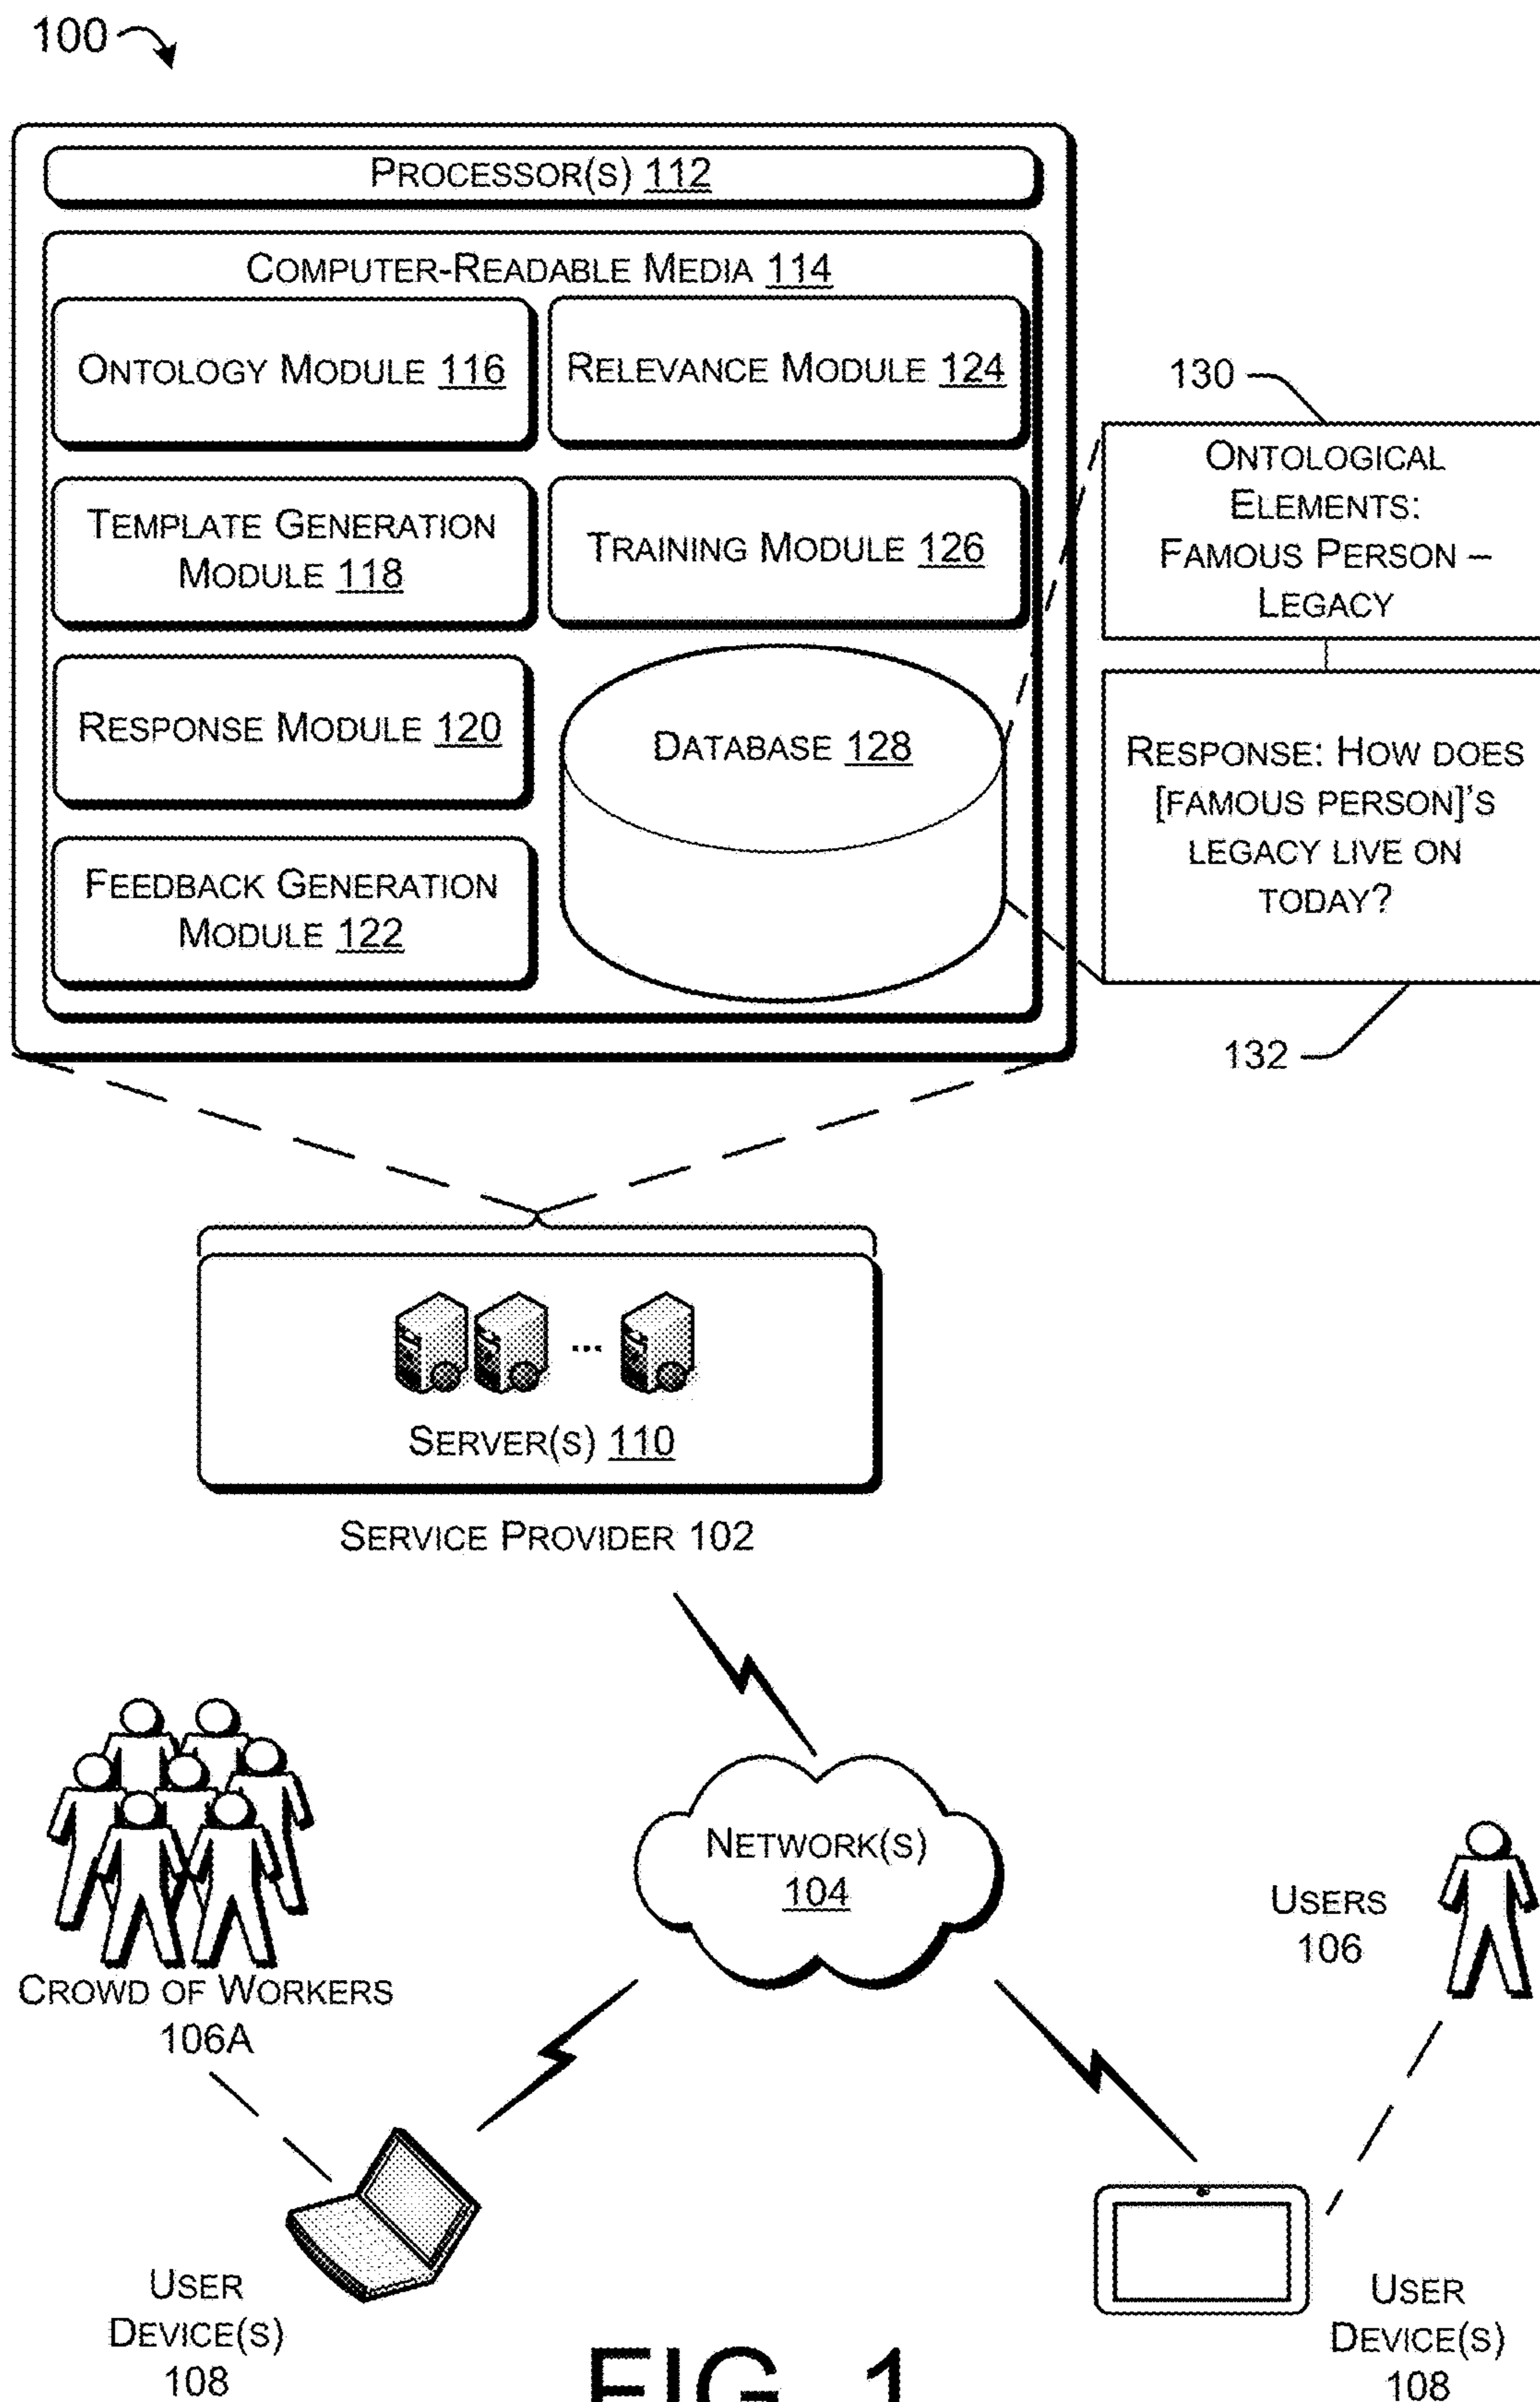 100
PROCESSOR(S) 112
COMPUTER-READABLE MEDIA 114
ONTOLOGY MODULE 116
RELEVANCE MODULE 124
TEMPLATE GENERATION
MODULE 118
TRAINING MODULE 126
RESPONSE MODULE 120
DATABASE 128
FEEDBACK GENERATION
MODULE 122
130
ONTOLOGICAL
ELEMENTS:
FAMOUS PERSON –
LEGACY
RESPONSE: HOW DOES
[FAMOUS PERSON]'S
LEGACY LIVE ON
TODAY?
132
SERVER(S) 110
SERVICE PROVIDER 102
NETWORK(S)
104
CROWD OF WORKERS
106A
USERS
106
USER
DEVICE(S)
108
USER
DEVICE(S)
108
FIG. 1